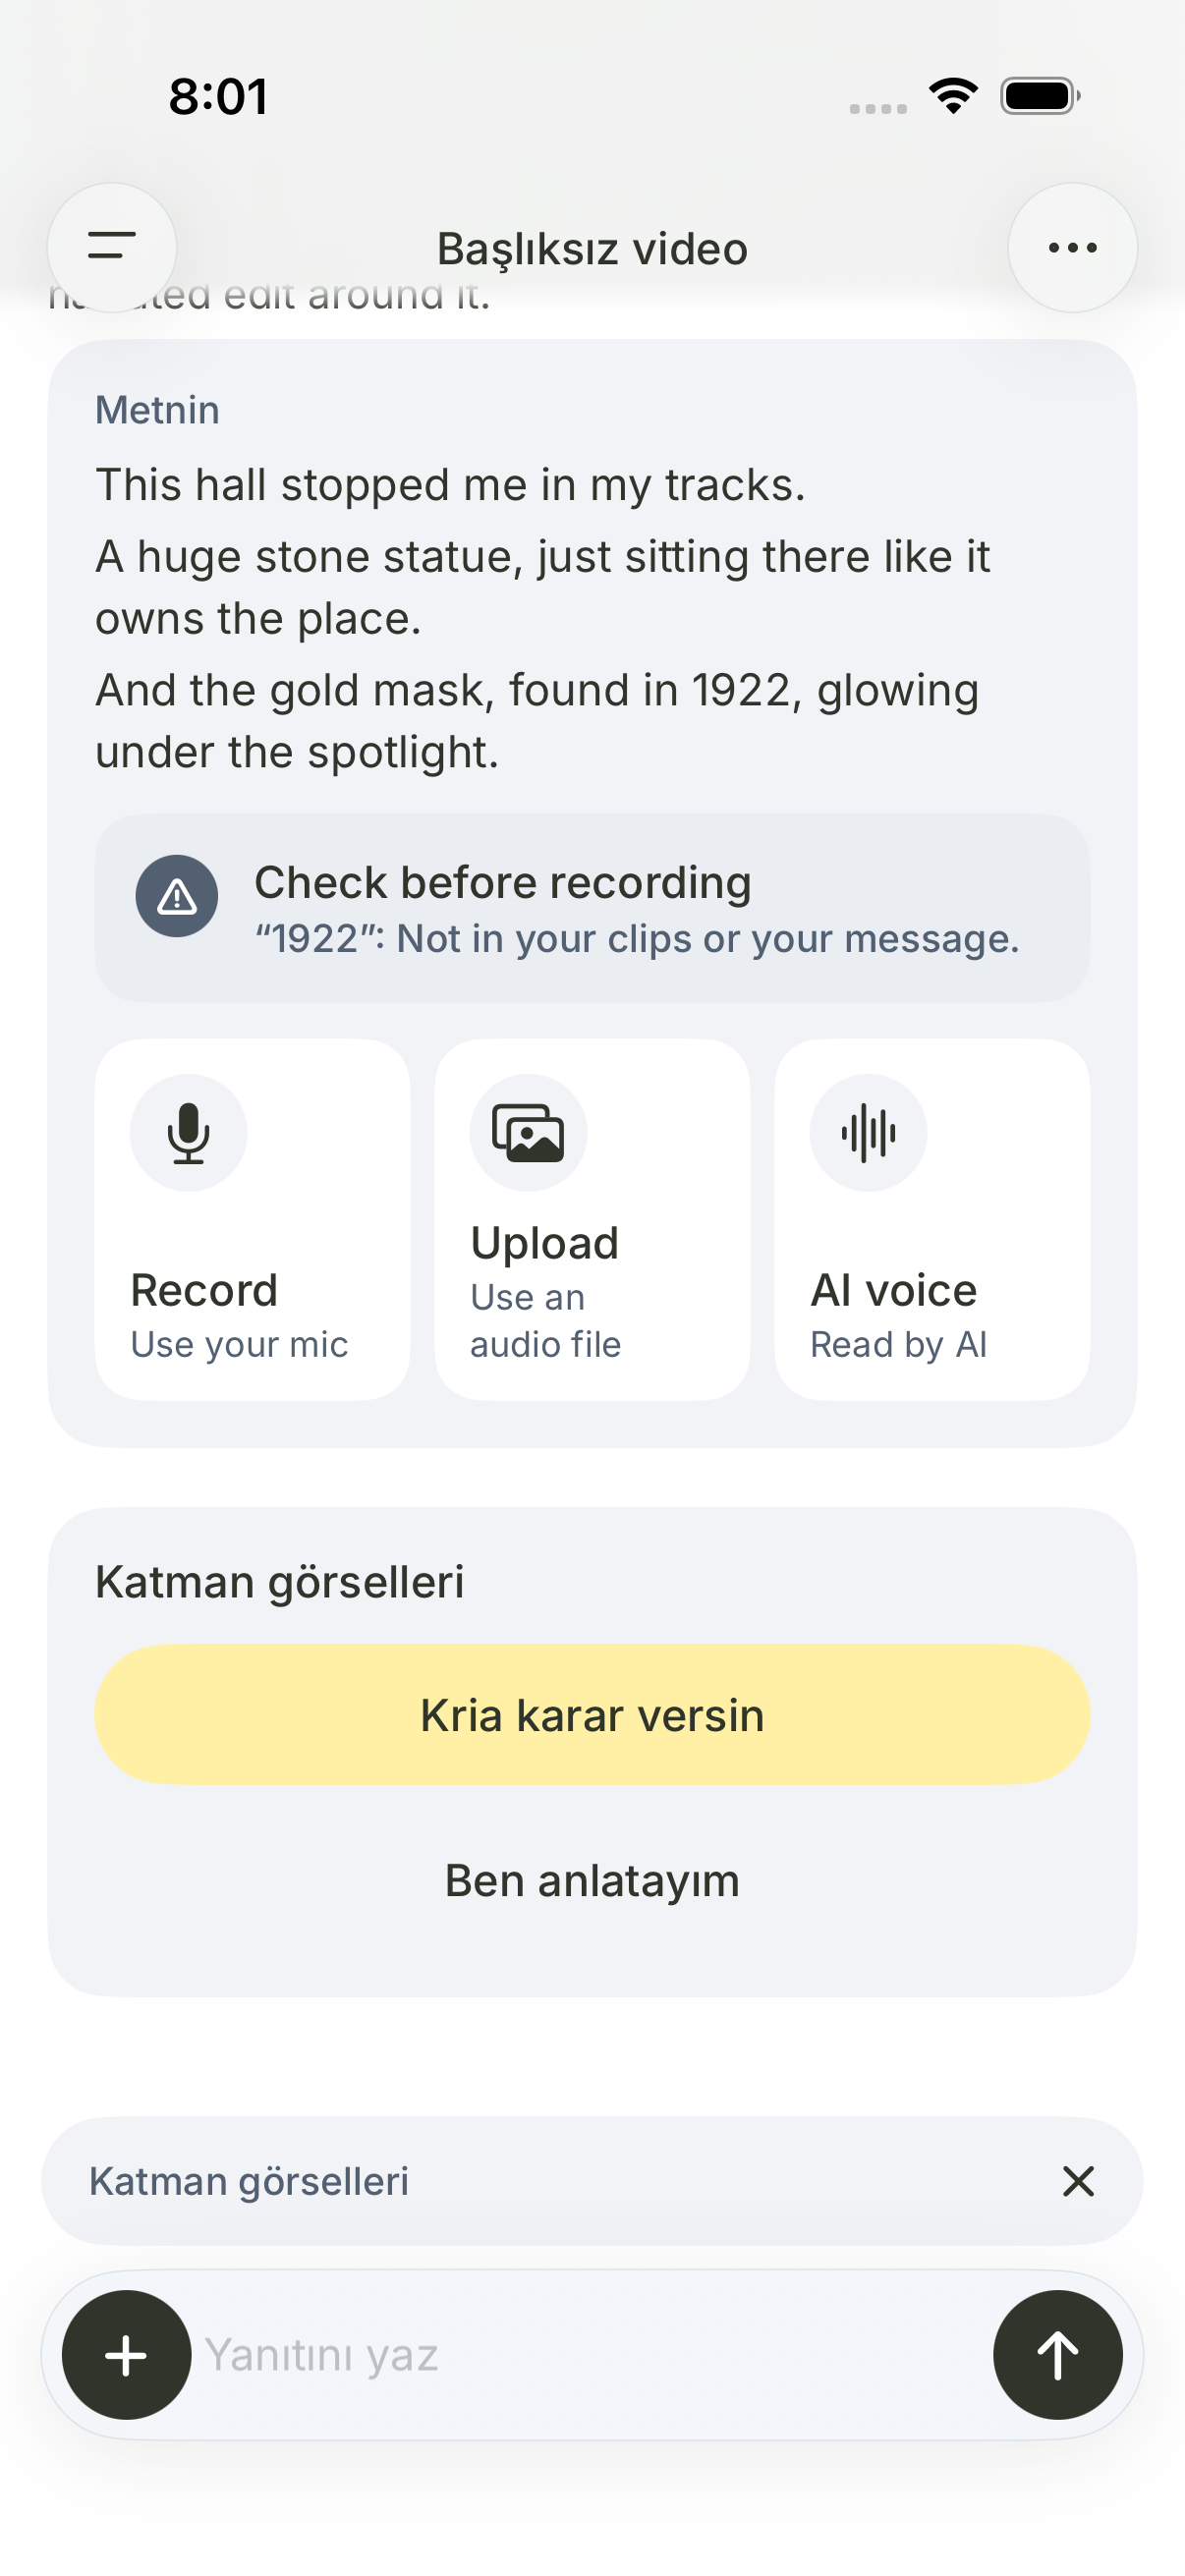 8:01
Başlıksız video
edit around it.
Metnin
This hall stopped me in my tracks.
A huge stone statue, just sitting there like it
owns the place.
And the gold mask, found in 1922, glowing
under the spotlight.
Check before recording
“1922”: Not in your clips or your message.
Record
Use your mic
Upload
Use an
audio file
AI voice
Read by AI
Katman görselleri
Kria karar versin
Ben anlatayım
Katman görselleri
Yanıtını yaz